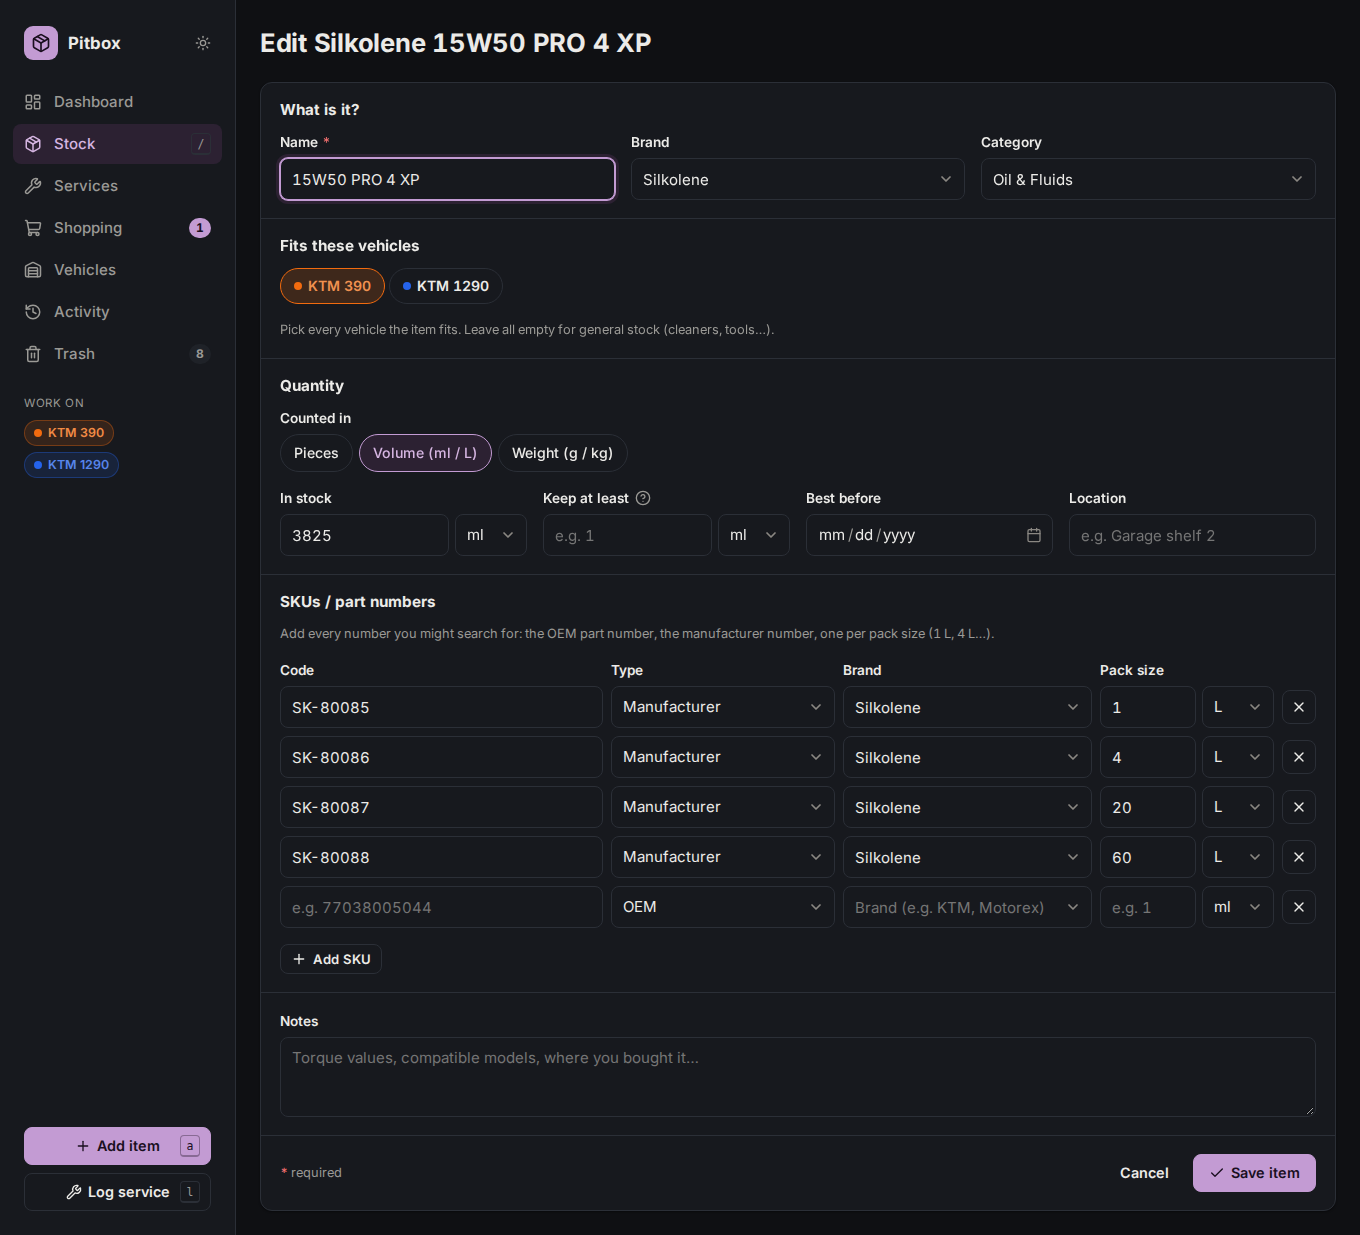 Pitbox
Dashboard
Stock /
Services
Shopping 1
Vehicles
Activity
Trash 8
WORK ON
KTM 390
KTM 1290
+ Add item a
Log service l
Edit Silkolene 15W50 PRO 4 XP
What is it?
Name * Brand Category
15W50 PRO 4 XP Silkolene Oil & Fluids
Fits these vehicles
KTM 390 KTM 1290
Pick every vehicle the item fits. Leave all empty for general stock (cleaners, tools…).
Quantity
Counted in
Pieces Volume (ml / L) Weight (g / kg)
In stock Keep at least ? Best before Location
3825 ml e.g. 1 ml mm/dd/yyyy e.g. Garage shelf 2
SKUs / part numbers
Add every number you might search for: the OEM part number, the manufacturer number, one per pack size (1 L, 4 L…).
Code Type Brand Pack size
SK-80085 Manufacturer Silkolene 1 L
SK-80086 Manufacturer Silkolene 4 L
SK-80087 Manufacturer Silkolene 20 L
SK-80088 Manufacturer Silkolene 60 L
e.g. 77038005044 OEM Brand (e.g. KTM, Motorex) e.g. 1 ml
+ Add SKU
Notes
Torque values, compatible models, where you bought it…
* required Cancel Save item